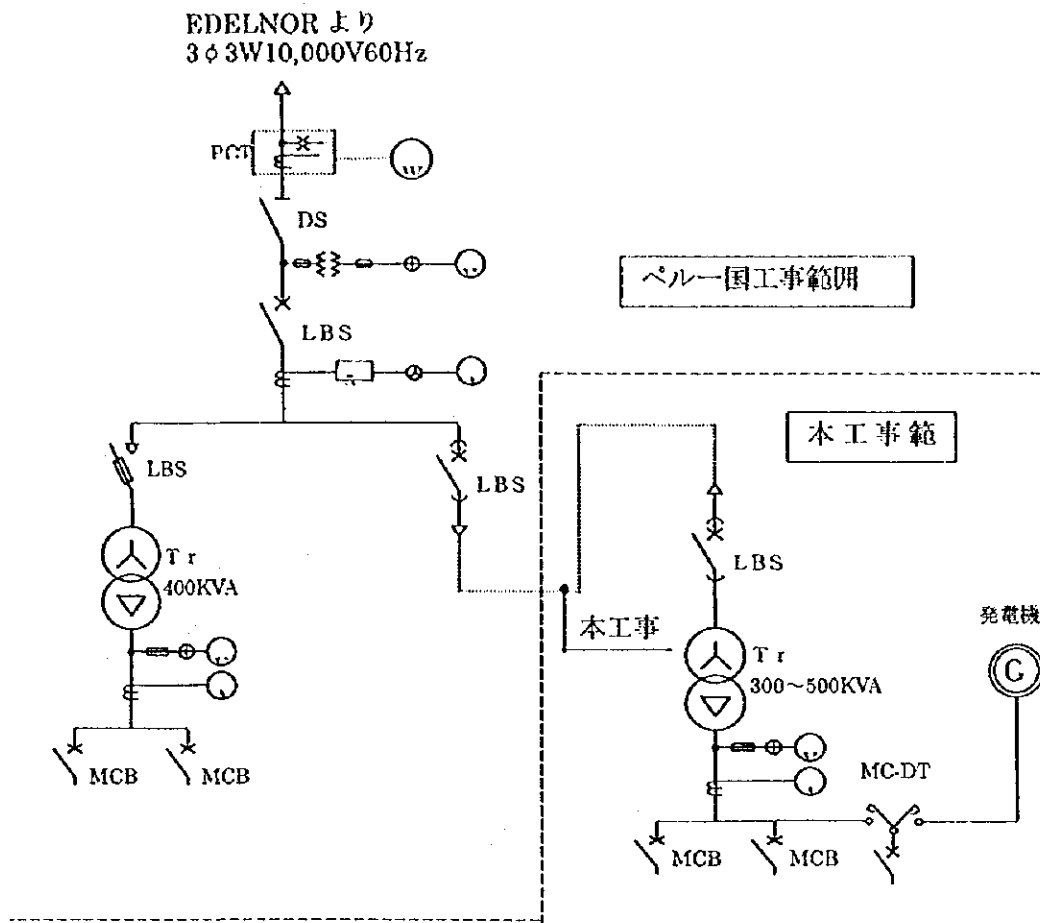 EDELNOR より
3φ3W10,000V60Hz
PCT
DS
LBS
ペルー国工事範囲
本工事範
LBS
LBS
LBS
Tr
400KVA
本工事
Tr
300～500KVA
発電機
G
MC-DT
MCB
MCB
MCB
MCB